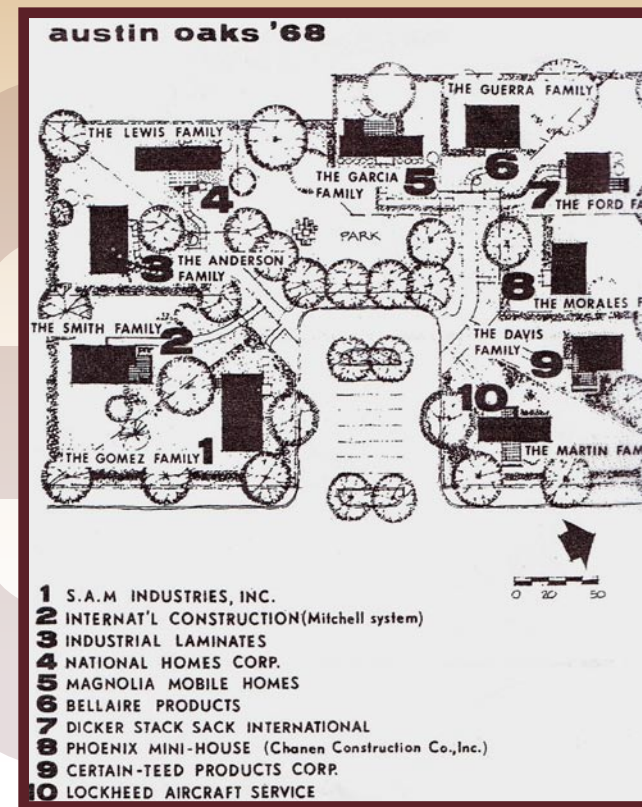 austin oaks '68
THE GUERRA FAMILY
THE LEWIS FAMILY
THE GARCIA
FAMILY
4
5
6
7
THE FORD FA
PARK
3
THE ANDERSON
FAMILY
8
THE MORALES F
THE SMITH FAMILY
2
THE DAVIS
FAMILY
9
10
THE GOMEZ FAMILY
1
THE MARTIN FAM
0 20 50
1 S.A.M INDUSTRIES, INC.
2 INTERNAT'L CONSTRUCTION (Mitchell system)
3 INDUSTRIAL LAMINATES
4 NATIONAL HOMES CORP.
5 MAGNOLIA MOBILE HOMES
6 BELLAIRE PRODUCTS
7 DICKER STACK SACK INTERNATIONAL
8 PHOENIX MINI-HOUSE (Chanen Construction Co.,Inc.)
9 CERTAIN-TEED PRODUCTS CORP.
10 LOCKHEED AIRCRAFT SERVICE